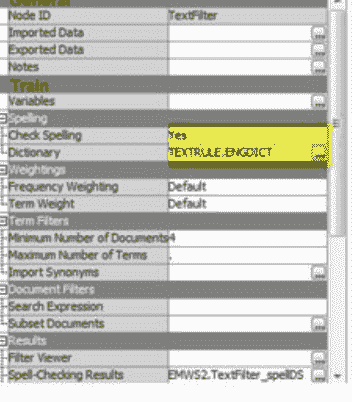 General
Node ID TextFilter
Imported Data ...
Exported Data ...
Notes ...
Train
Variables ...
Spelling
Check Spelling Yes
Dictionary TEXTRULE.ENGDICT ...
Weightings
Frequency Weighting Default
Term Weight Default
Term Filters
Minimum Number of Documents 4
Maximum Number of Terms .
Import Synonyms ...
Document Filters
Search Expression
Subset Documents ...
Results
Filter Viewer ...
Spell-Checking Results EMWS2.TextFilter_spellDS ...